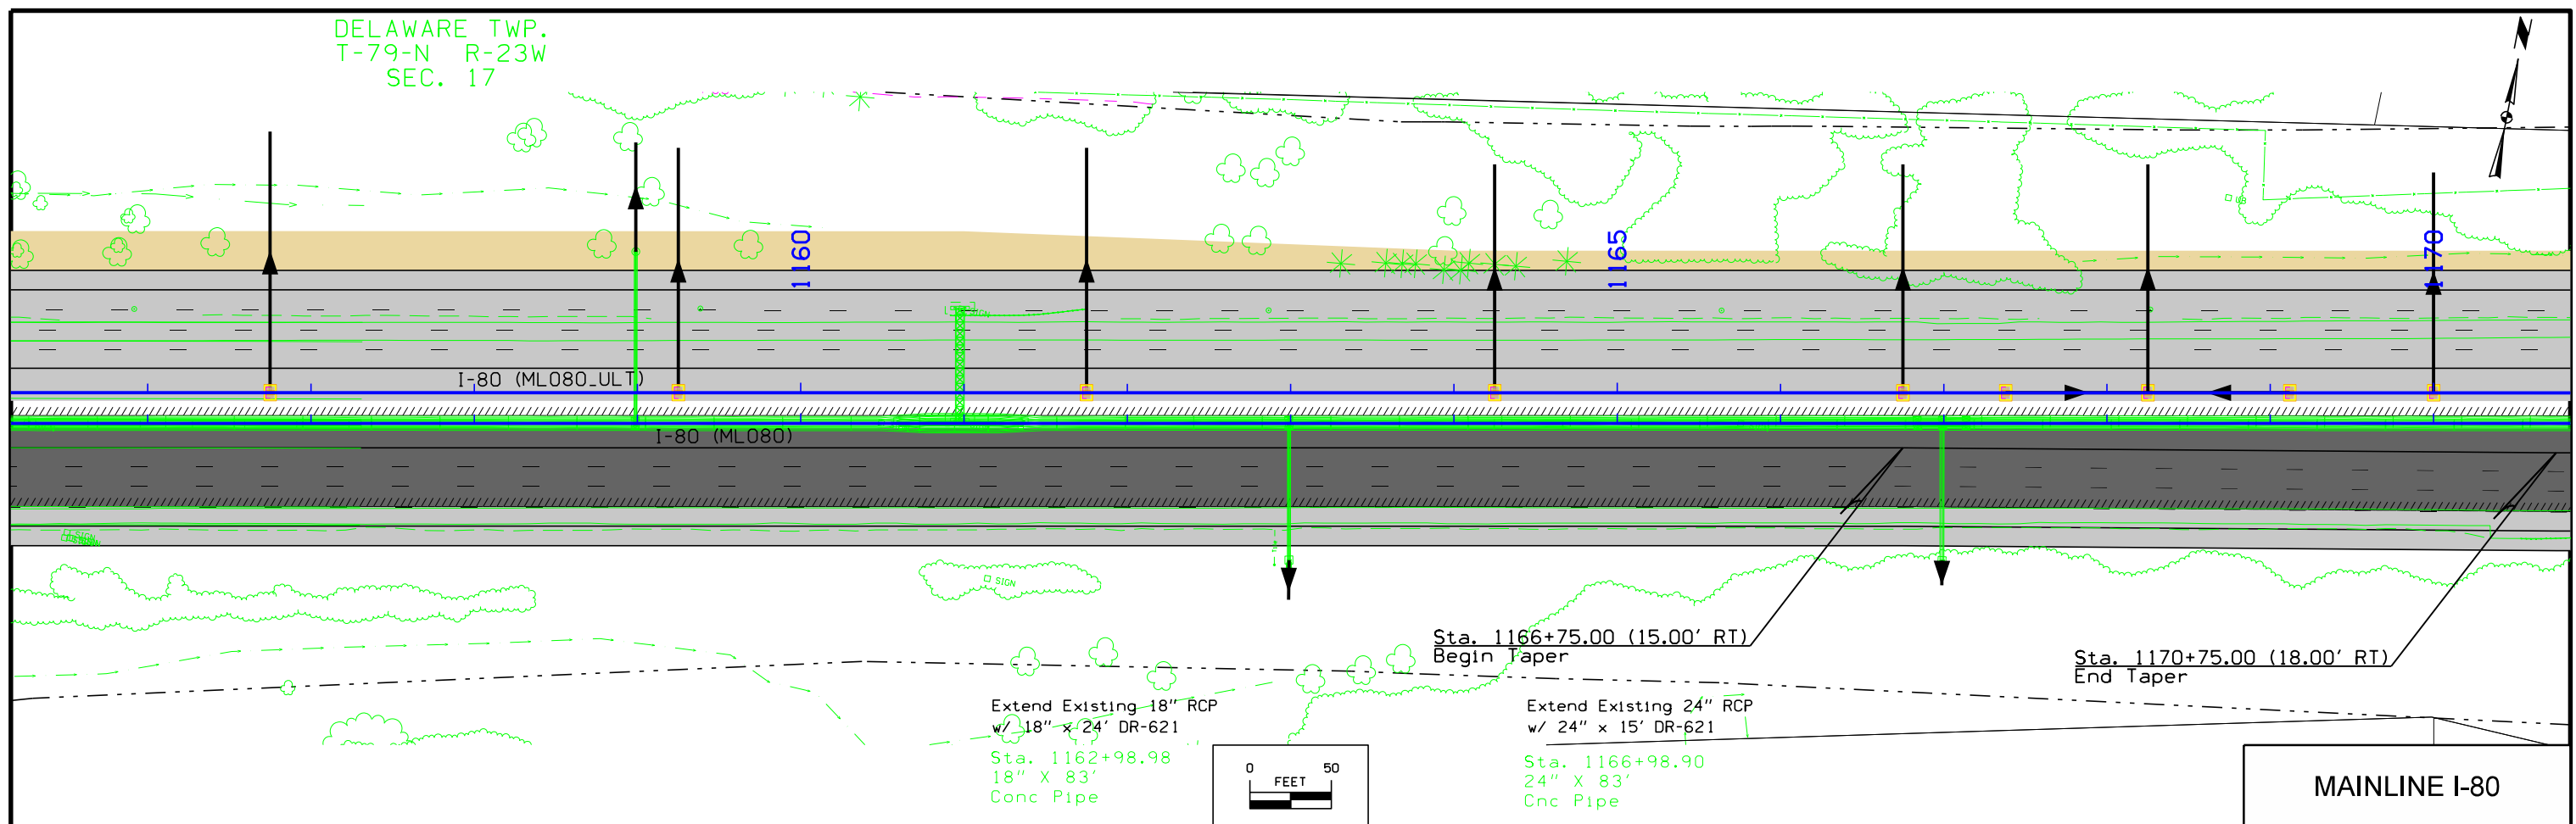 DELAWARE TWP.
T-79-N R-23W
SEC. 17
1160
1165
1170
SIGN
I-80 (ML080_ULT)
I-80 (ML080)
SIGN
Sta. 1166+75.00 (15.00' RT)
Begin Taper
Sta. 1170+75.00 (18.00' RT)
End Taper
Extend Existing 18" RCP
w/ 18" x 24' DR-621
Sta. 1162+98.98
18" X 83'
Conc Pipe
Extend Existing 24" RCP
w/ 24" x 15' DR-621
Sta. 1166+98.90
24" X 83'
Cnc Pipe
0 50
FEET
MAINLINE I-80